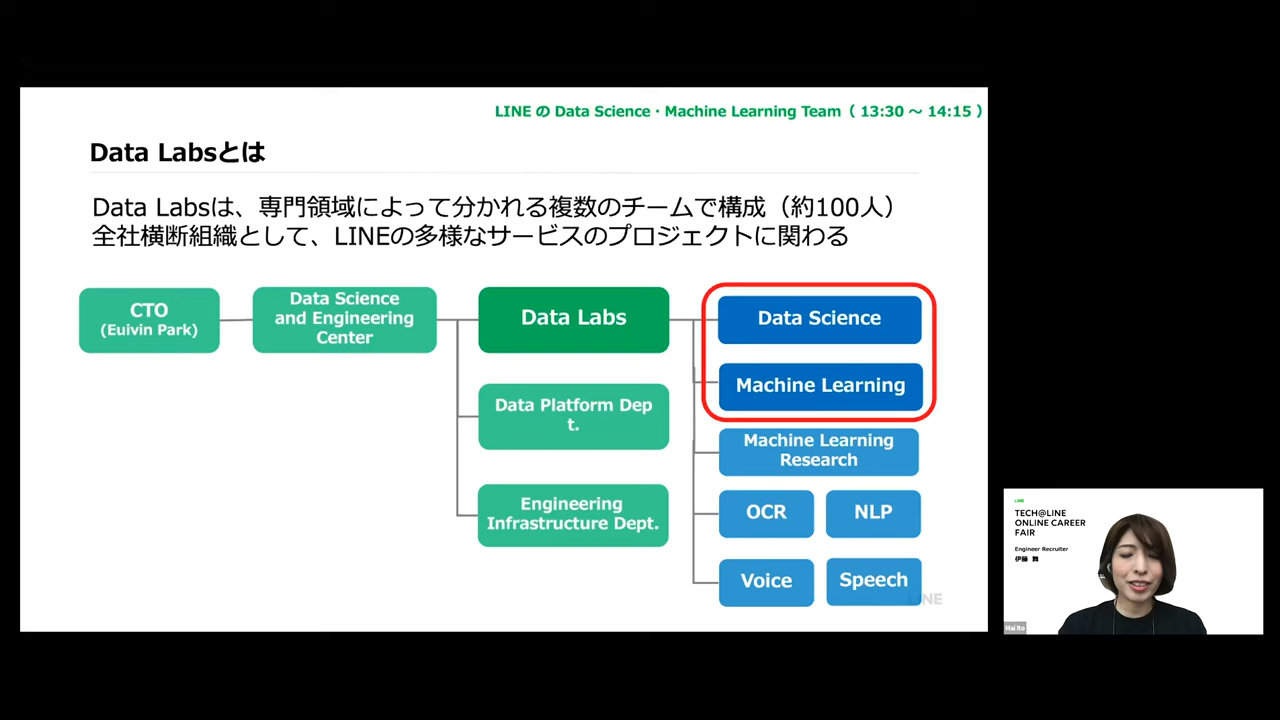 LINE の Data Science・Machine Learning Team（ 13:30 〜 14:15 ）
Data Labsとは
Data Labsは、専門領域によって分かれる複数のチームで構成（約100人）
全社横断組織として、LINEの多様なサービスのプロジェクトに関わる
CTO
(Euivin Park)
Data Science
and Engineering
Center
Data Labs
Data Platform Dep
t.
Engineering
Infrastructure Dept.
Data Science
Machine Learning
Machine Learning
Research
OCR
NLP
Voice
Speech
LINE
LINE
TECH@LINE
ONLINE CAREER
FAIR
Engineer Recruiter
伊藤 舞
Mai Ito